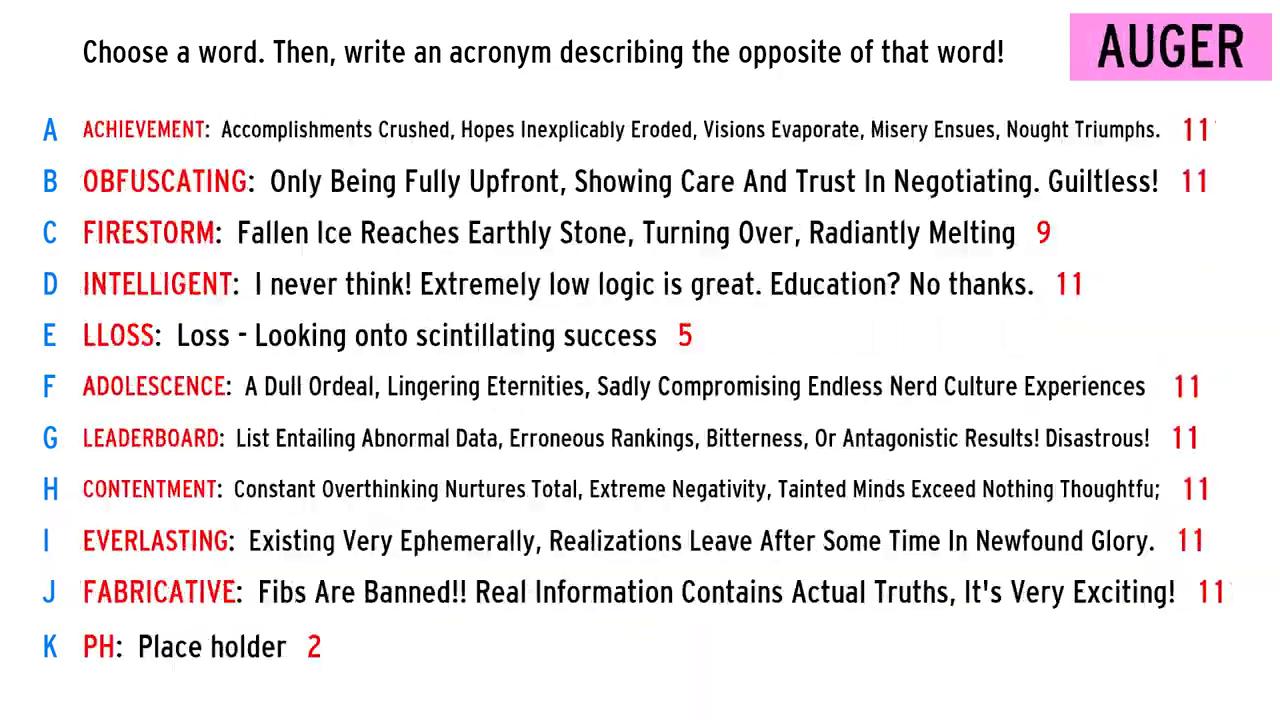 Choose a word. Then, write an acronym describing the opposite of that word!
AUGER
A ACHIEVEMENT: Accomplishments Crushed, Hopes Inexplicably Eroded, Visions Evaporate, Misery Ensues, Nought Triumphs. 11
B OBFUSCATING: Only Being Fully Upfront, Showing Care And Trust In Negotiating. Guiltless! 11
C FIRESTORM: Fallen Ice Reaches Earthly Stone, Turning Over, Radiantly Melting 9
D INTELLIGENT: I never think! Extremely low logic is great. Education? No thanks. 11
E LLOSS: Loss - Looking onto scintillating success 5
F ADOLESCENCE: A Dull Ordeal, Lingering Eternities, Sadly Compromising Endless Nerd Culture Experiences 11
G LEADERBOARD: List Entailing Abnormal Data, Erroneous Rankings, Bitterness, Or Antagonistic Results! Disastrous! 11
H CONTENTMENT: Constant Overthinking Nurtures Total, Extreme Negativity, Tainted Minds Exceed Nothing Thoughtfu; 11
I EVERLASTING: Existing Very Ephemerally, Realizations Leave After Some Time In Newfound Glory. 11
J FABRICATIVE: Fibs Are Banned!! Real Information Contains Actual Truths, It's Very Exciting! 11
K PH: Place holder 2